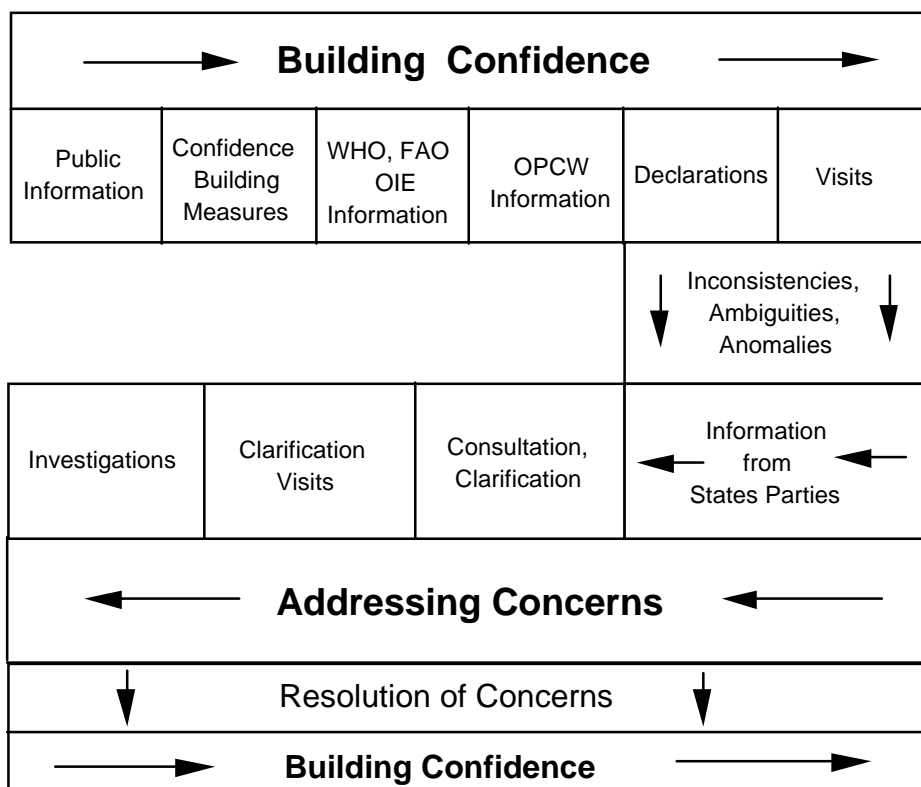 Building Confidence
Public
Information
Confidence
Building
Measures
WHO, FAO
OIE
Information
OPCW
Information
Declarations
Visits
Inconsistencies,
Ambiguities,
Anomalies
Investigations
Clarification
Visits
Consultation,
Clarification
Information
from
States Parties
Addressing Concerns
Resolution of Concerns
Building Confidence